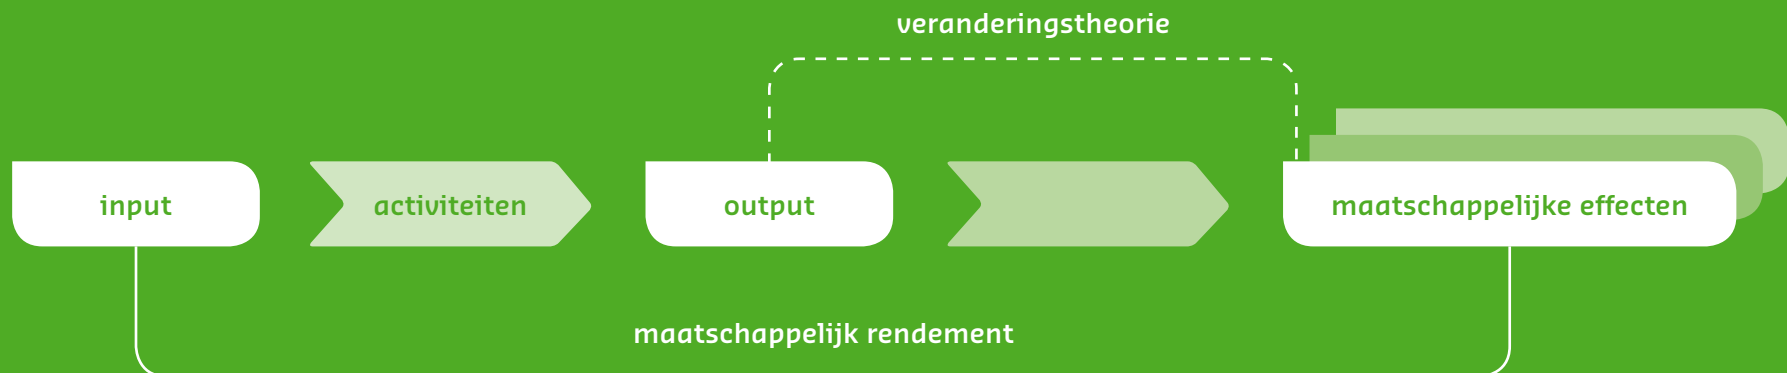 veranderingstheorie
input
activiteiten
output
maatschappelijke effecten
maatschappelijk rendement